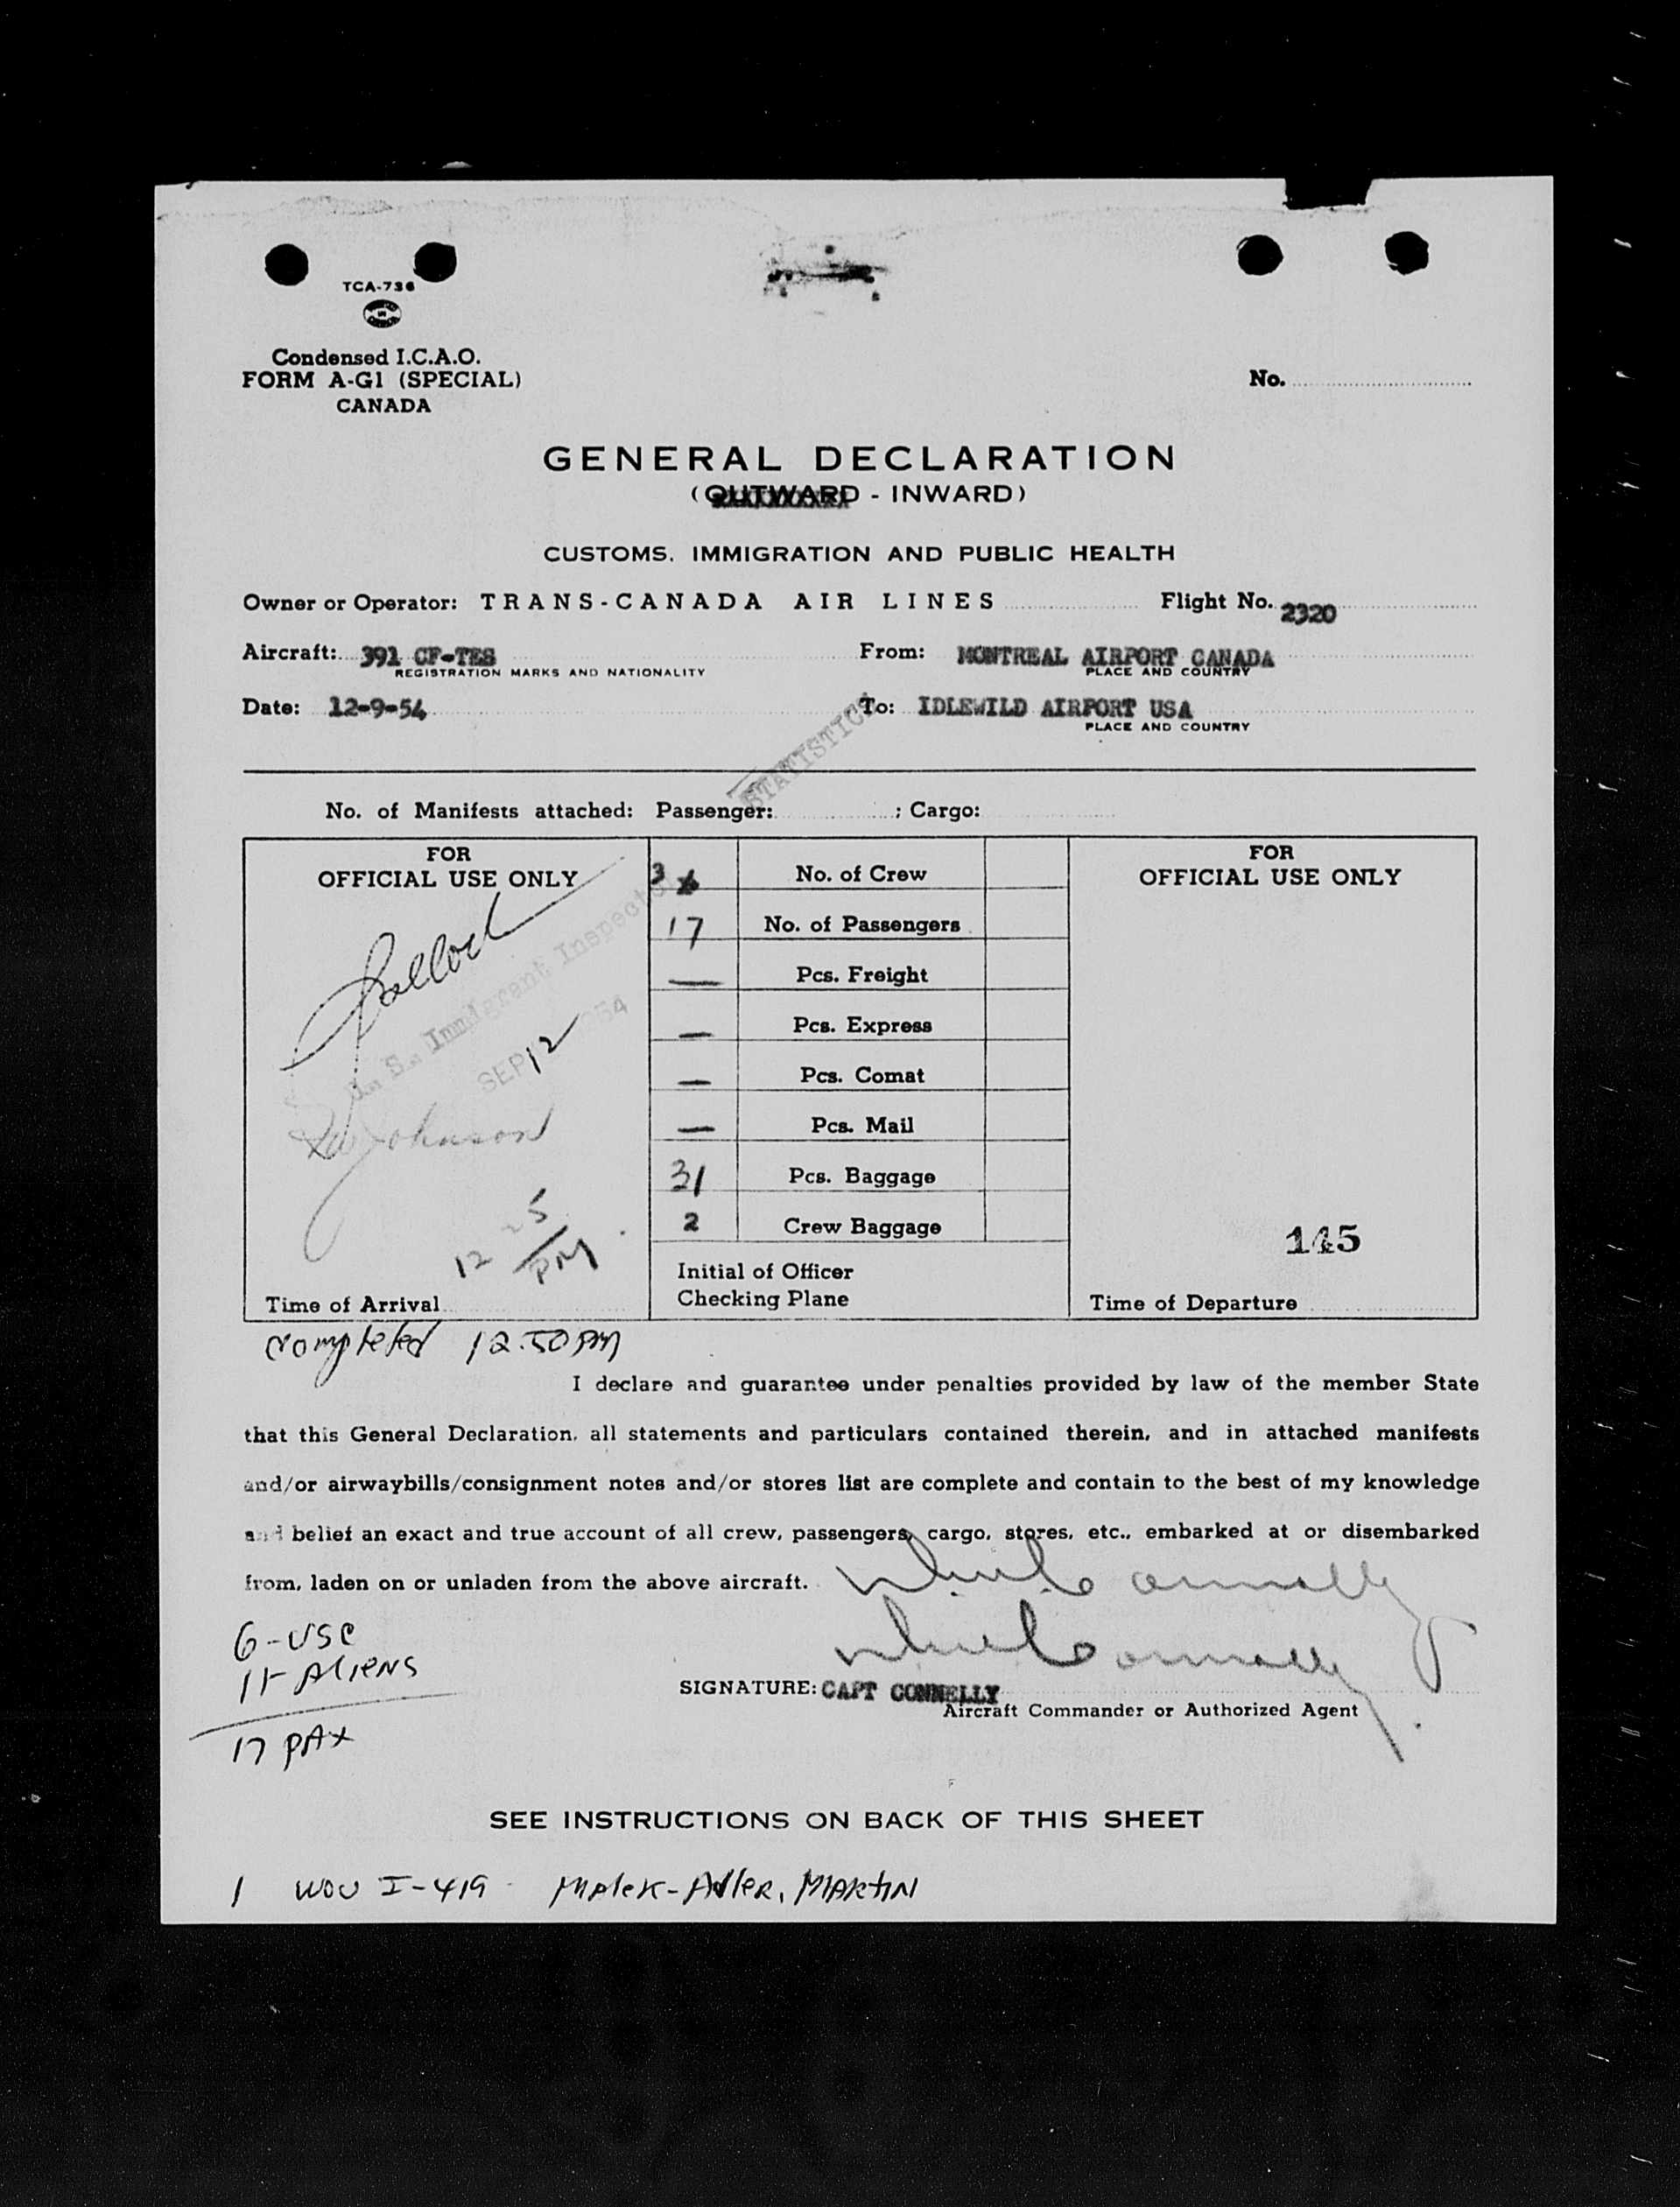 TCA-736
Condensed I.C.A.O.
FORM A-G1 (SPECIAL)
CANADA
No.
GENERAL DECLARATION
(OUTWARD - INWARD)
CUSTOMS, IMMIGRATION AND PUBLIC HEALTH
Owner or Operator: TRANS-CANADA AIR LINES Flight No. 2320
Aircraft: 391 CF-TES From: MONTREAL AIRPORT CANADA
REGISTRATION MARKS AND NATIONALITY PLACE AND COUNTRY
Date: 12-9-54 To: IDLEWILD AIRPORT USA
PLACE AND COUNTRY
STATISTICS
No. of Manifests attached: Passenger: ; Cargo:
FOR
OFFICIAL USE ONLY
U. S. Immigrant Inspector
SEP 12 1954
Johnson
12 25
PM
Time of Arrival
3 No. of Crew
17 No. of Passengers
— Pcs. Freight
— Pcs. Express
— Pcs. Comat
— Pcs. Mail
31 Pcs. Baggage
2 Crew Baggage
Initial of Officer
Checking Plane
FOR
OFFICIAL USE ONLY
145
Time of Departure
completed 12:50 PM
I declare and guarantee under penalties provided by law of the member State
that this General Declaration, all statements and particulars contained therein, and in attached manifests
and/or airwaybills/consignment notes and/or stores list are complete and contain to the best of my knowledge
and belief an exact and true account of all crew, passengers, cargo, stores, etc., embarked at or disembarked
from, laden on or unladen from the above aircraft.
6-USC
11-ALIENS
17 PAX
SIGNATURE: CAPT CONNELLY
Aircraft Commander or Authorized Agent
SEE INSTRUCTIONS ON BACK OF THIS SHEET
1 WOV I-419 - MALEK-ADLER, MARTIN